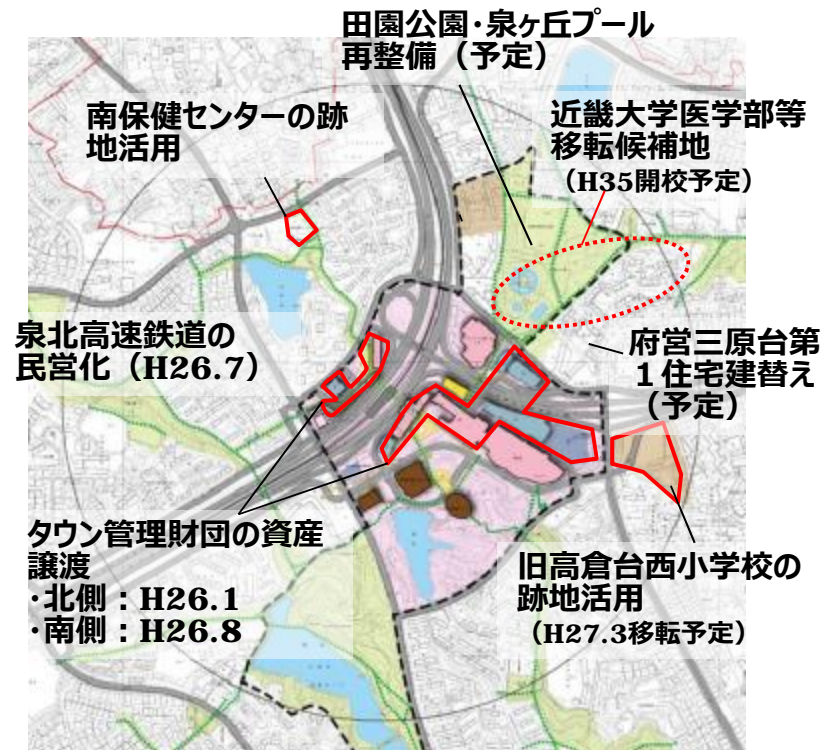 田園公園・泉ヶ丘プール
再整備（予定）
南保健センターの跡
地活用
近畿大学医学部等
移転候補地
（H35開校予定）
泉北高速鉄道の
民営化（H26.7）
府営三原台第
１住宅建替え
（予定）
タウン管理財団の資産
譲渡
・北側：H26.1
・南側：H26.8
旧高倉台西小学校の
跡地活用
（H27.3移転予定）